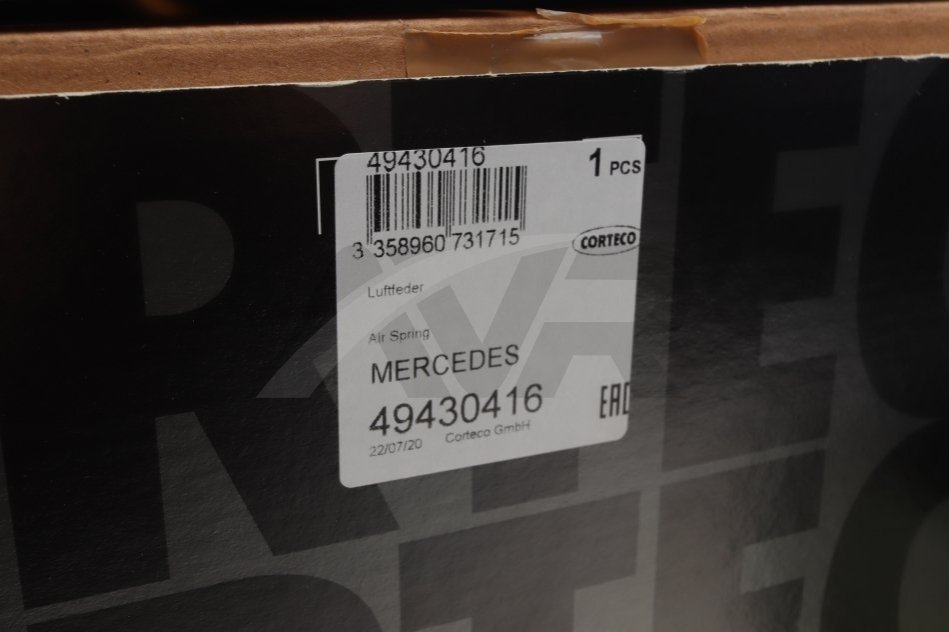 49430416
1 PCS
3 358960 731715
CORTECO
Luftfeder
Air Spring
MERCEDES
49430416
EAC
22/07/20 Corteco GmbH